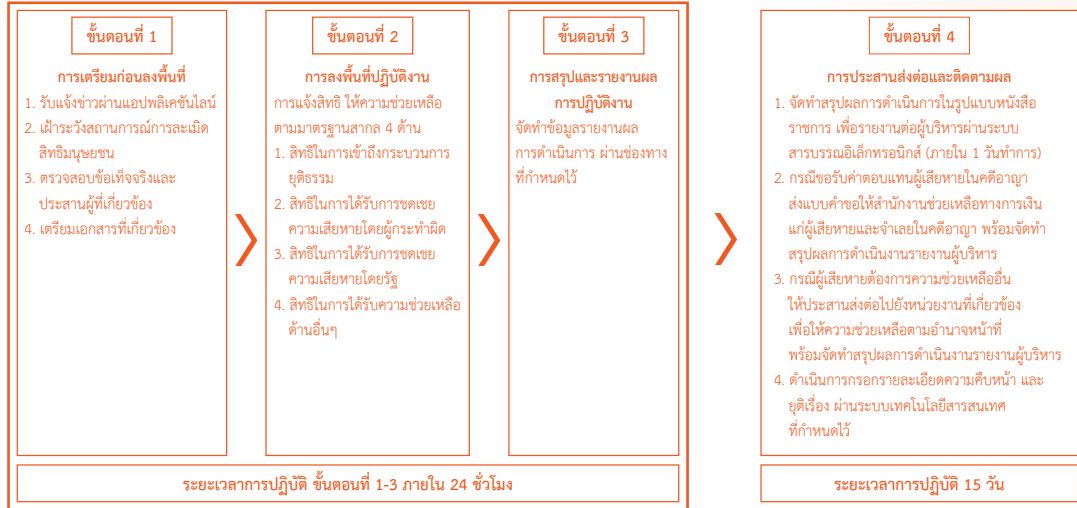 ขั้นตอนที่ 1
การเตรียมก่อนลงพื้นที่
1. รับแจ้งข่าวผ่านแอปพลิเคชันไลน์
2. เฝ้าระวังสถานการณ์การละเมิด
สิทธิมนุษยชน
3. ตรวจสอบข้อเท็จจริงและ
ประสานผู้ที่เกี่ยวข้อง
4. เตรียมเอกสารที่เกี่ยวข้อง
ขั้นตอนที่ 2
การลงพื้นที่ปฏิบัติงาน
การแจ้งสิทธิ ให้ความช่วยเหลือ
ตามมาตรฐานสากล 4 ด้าน
1. สิทธิในการเข้าถึงกระบวนการ
ยุติธรรม
2. สิทธิในการได้รับการชดเชย
ความเสียหายโดยผู้กระทำผิด
3. สิทธิในการได้รับการชดเชย
ความเสียหายโดยรัฐ
4. สิทธิในการได้รับความช่วยเหลือ
ด้านอื่นๆ
ขั้นตอนที่ 3
การสรุปและรายงานผล
การปฏิบัติงาน
จัดทำข้อมูลรายงานผล
การดำเนินการ ผ่านช่องทาง
ที่กำหนดไว้
ระยะเวลาการปฏิบัติ ขั้นตอนที่ 1-3 ภายใน 24 ชั่วโมง
ขั้นตอนที่ 4
การประสานส่งต่อและติดตามผล
1. จัดทำสรุปผลการดำเนินการในรูปแบบหนังสือ
ราชการ เพื่อรายงานต่อผู้บริหารผ่านระบบ
สารบรรณอิเล็กทรอนิกส์ (ภายใน 1 วันทำการ)
2. กรณีขอรับค่าตอบแทนผู้เสียหายในคดีอาญา
ส่งแบบคำขอให้สำนักงานช่วยเหลือทางการเงิน
แก่ผู้เสียหายและจำเลยในคดีอาญา พร้อมจัดทำ
สรุปผลการดำเนินงานรายงานผู้บริหาร
3. กรณีผู้เสียหายต้องการความช่วยเหลืออื่น
ให้ประสานส่งต่อไปยังหน่วยงานที่เกี่ยวข้อง
เพื่อให้ความช่วยเหลือตามอำนาจหน้าที่
พร้อมจัดทำสรุปผลการดำเนินงานรายงานผู้บริหาร
4. ดำเนินการกรอกรายละเอียดความคืบหน้า และ
ยุติเรื่อง ผ่านระบบเทคโนโลยีสารสนเทศ
ที่กำหนดไว้
ระยะเวลาการปฏิบัติ 15 วัน